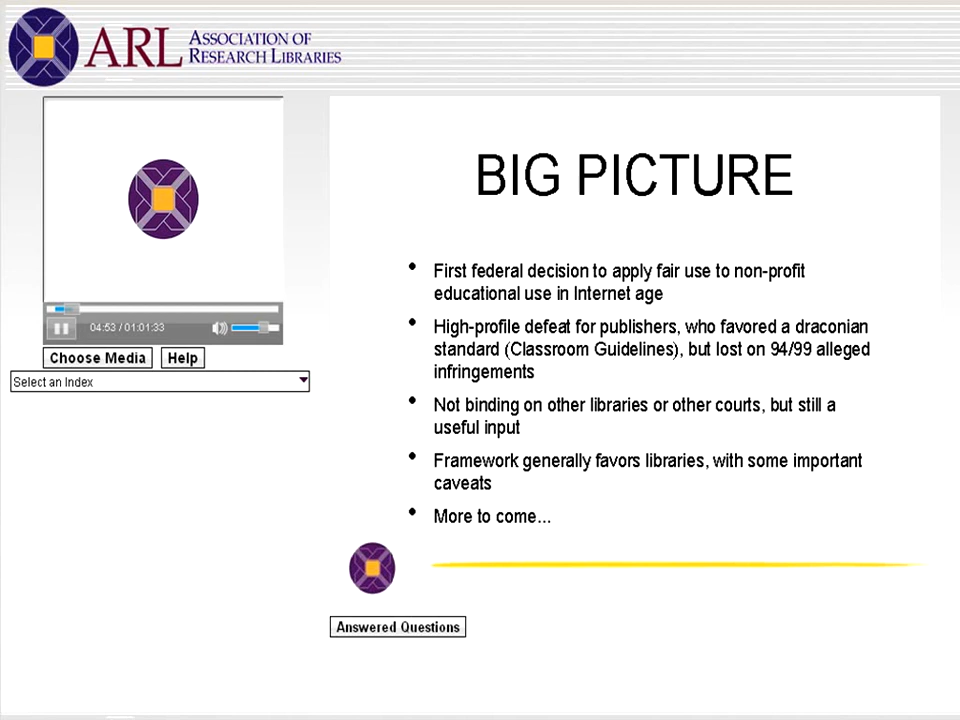 ARL ASSOCIATION OF
RESEARCH LIBRARIES
BIG PICTURE
• First federal decision to apply fair use to non-profit
educational use in Internet age
• High-profile defeat for publishers, who favored a draconian
standard (Classroom Guidelines), but lost on 94/99 alleged
infringements
• Not binding on other libraries or other courts, but still a
useful input
• Framework generally favors libraries, with some important
caveats
• More to come...
04:53 / 01:01:33
Choose Media Help
Select an Index
Answered Questions